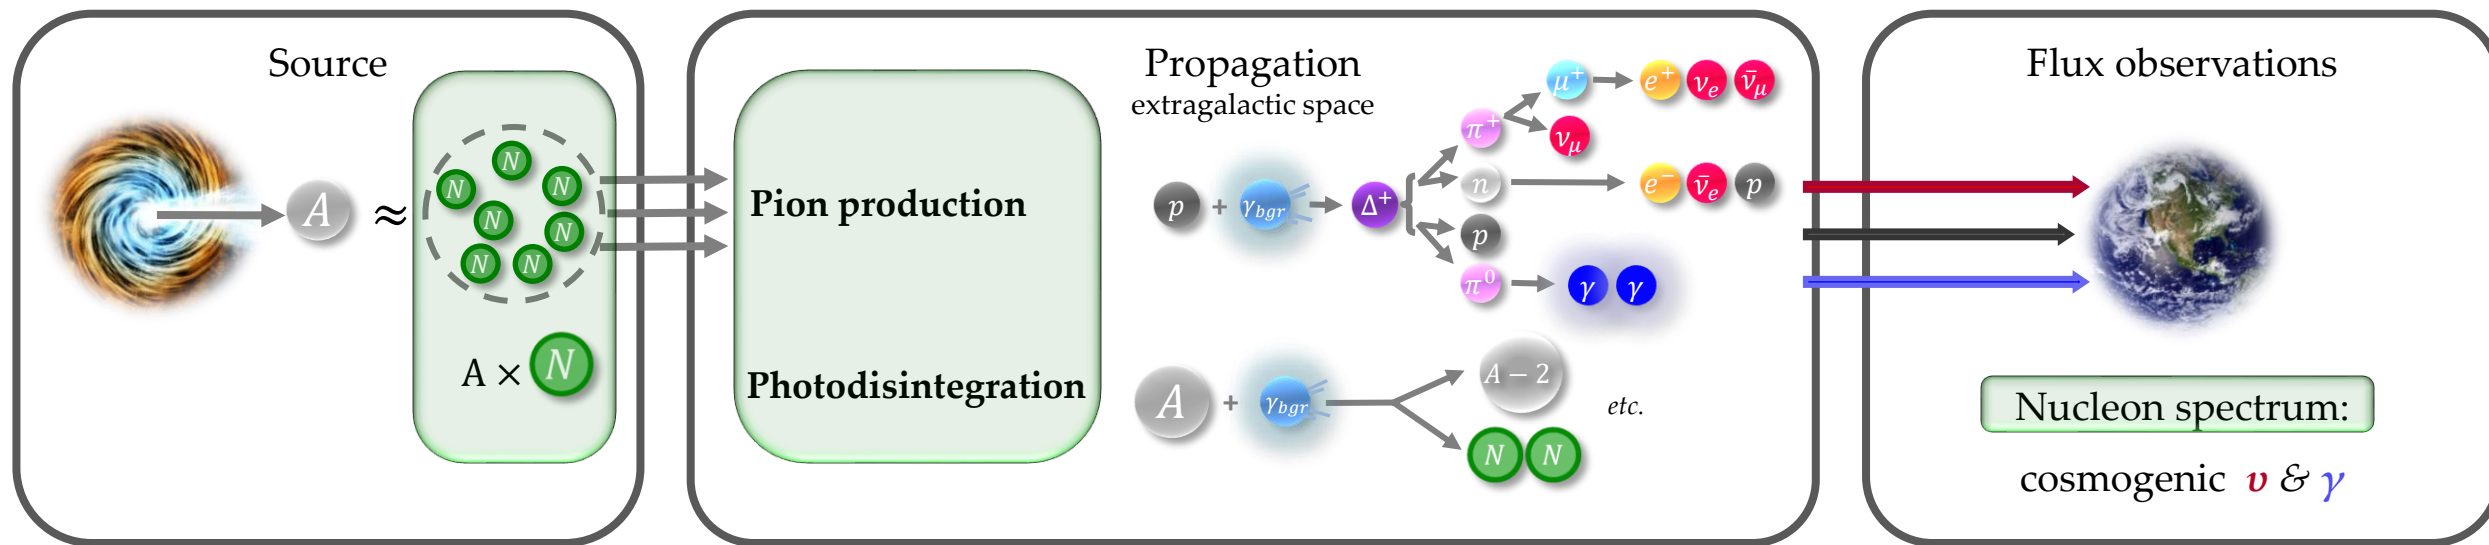 Source
A ≈
N
N
N
N
N
N
N
A × N
Pion production
Photodisintegration
Propagation
extragalactic space
p + γbgr
Δ+
π+
μ+
e+ νe ν̄μ
νμ
n
e− ν̄e p
p
π0
γ γ
A + γbgr
A − 2
etc.
N N
Flux observations
Nucleon spectrum:
cosmogenic ν & γ